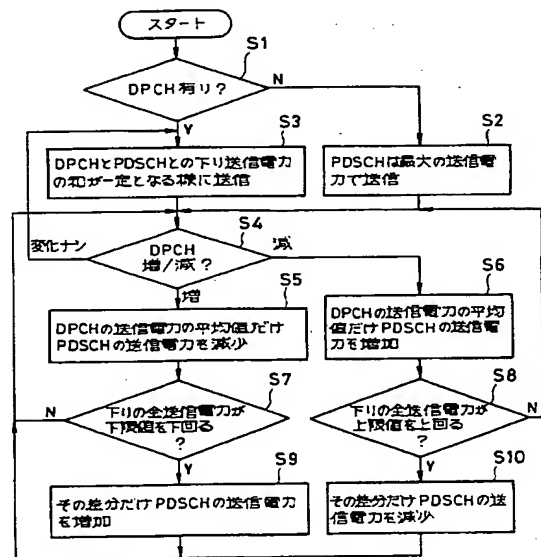 スタート
S1
DPCH有り?
N
Y
S3
S2
DPCHとPDSCHとの下り送信電力
の和が一定となる様に送信
PDSCHは最大の送信電力
で送信
S4
変化ナシ
DPCH
増/減?
減
増
S5
S6
DPCHの送信電力の平均値だけ
PDSCHの送信電力を減少
DPCHの送信電力の平均
値だけPDSCHの送信電
力を増加
S7
S8
N
下りの全送信電力が
下限値を下回る
?
下りの全送信電力が
上限値を上回る
?
N
Y
Y
S9
S10
その差分だけPDSCHの送信電力
を増加
その差分だけPDSCHの送
信電力を減少